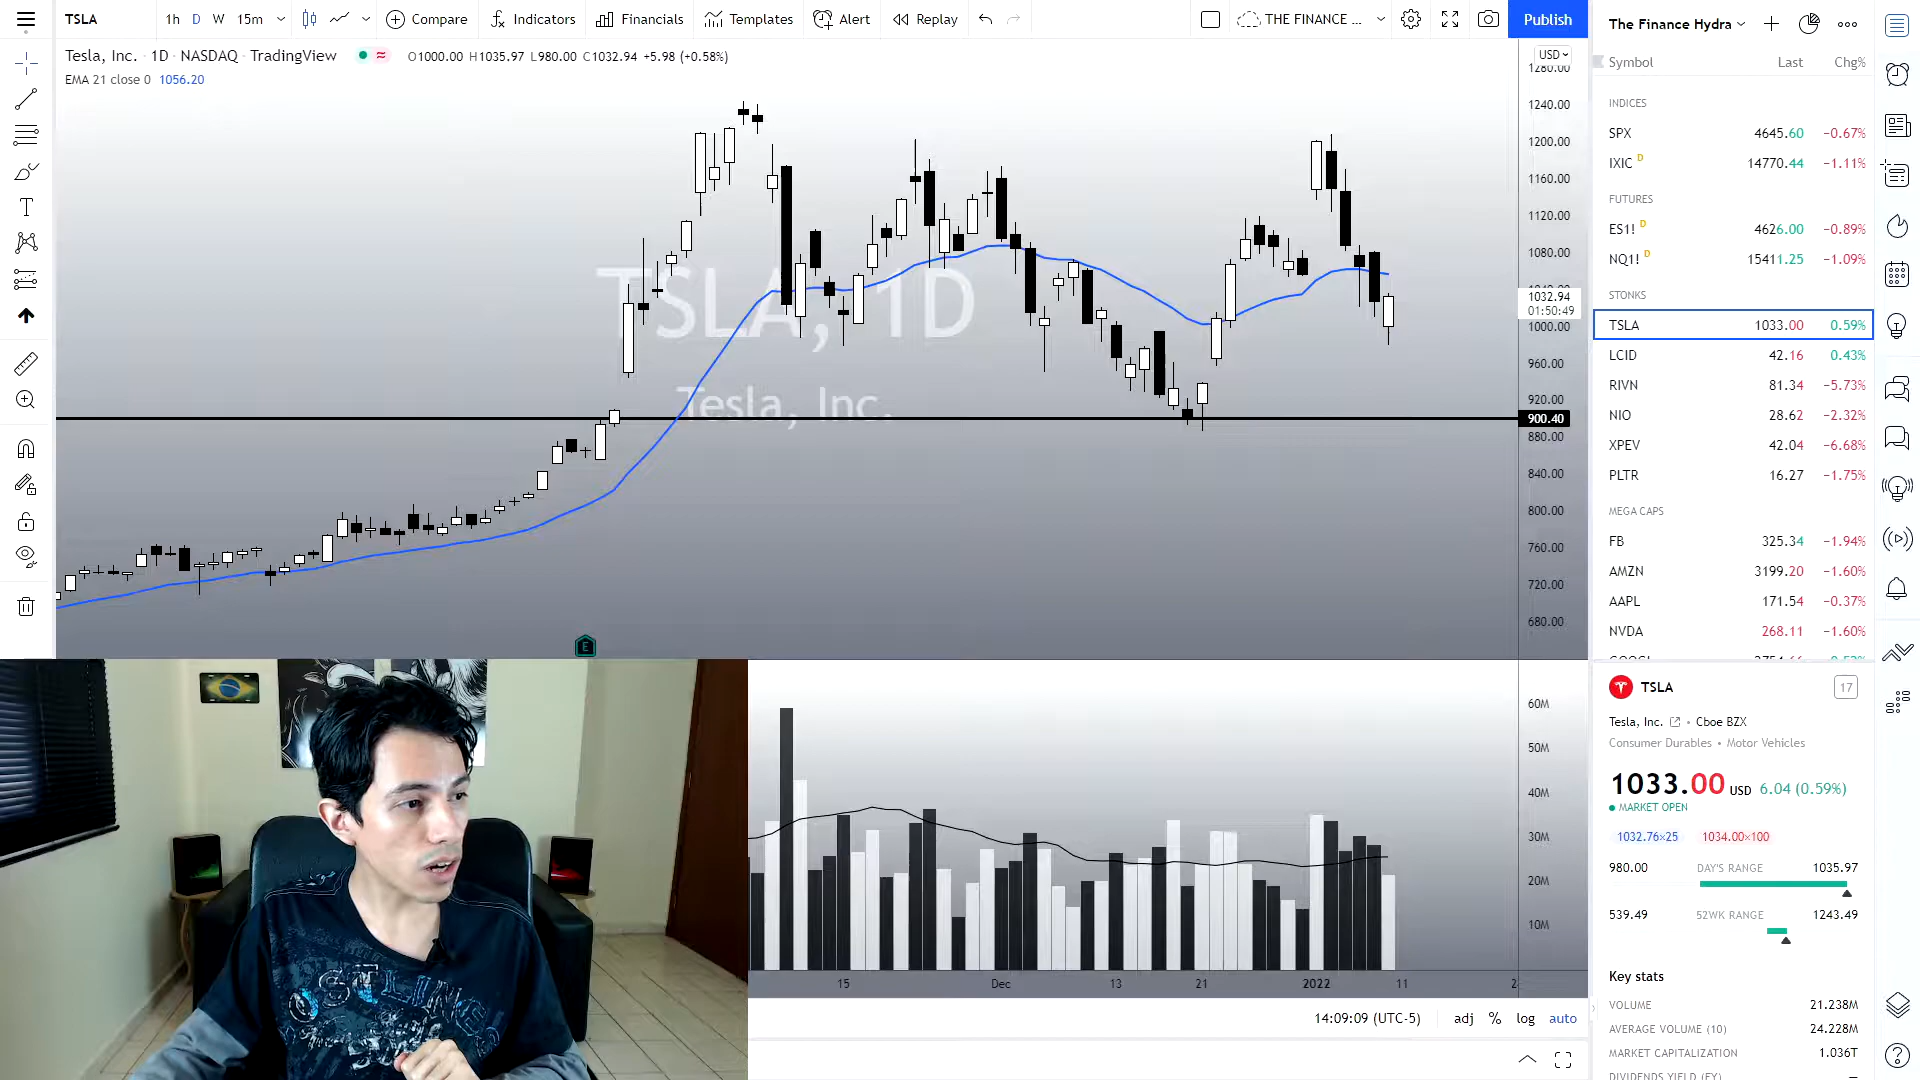 TSLA
1h D W 15m
Compare
Indicators
Financials
Templates
Alert
Replay
THE FINANCE ...
Publish
Tesla, Inc. · 1D · NASDAQ · TradingView
O1000.00 H1035.97 L980.00 C1032.94 +5.98 (+0.58%)
EMA 21 close 0 1056.20
USD
1280.00
1240.00
1200.00
1160.00
1120.00
1080.00
1032.94
01:50:49
1000.00
960.00
920.00
900.40
880.00
840.00
800.00
760.00
720.00
680.00
TSLA, 1D
Tesla, Inc.
E
60M
50M
40M
30M
20M
10M
15 Dec 13 21 2022 11
14:09:09 (UTC-5) adj % log auto
The Finance Hydra
Symbol Last Chg%
INDICES
SPX 4645.60 −0.67%
IXIC D 14770.44 −1.11%
FUTURES
ES1! D 4626.00 −0.89%
NQ1! D 15411.25 −1.09%
STONKS
TSLA 1033.00 0.59%
LCID 42.16 0.43%
RIVN 81.34 −5.73%
NIO 28.62 −2.32%
XPEV 42.04 −6.68%
PLTR 16.27 −1.75%
MEGA CAPS
FB 325.34 −1.94%
AMZN 3199.20 −1.60%
AAPL 171.54 −0.37%
NVDA 268.11 −1.60%
TSLA
17
Tesla, Inc. • Cboe BZX
Consumer Durables • Motor Vehicles
1033.00 USD 6.04 (0.59%)
MARKET OPEN
1032.76×25 1034.00×100
980.00 DAY'S RANGE 1035.97
539.49 52WK RANGE 1243.49
Key stats
VOLUME 21.238M
AVERAGE VOLUME (10) 24.228M
MARKET CAPITALIZATION 1.036T
DIVIDENDS YIELD (FY) —